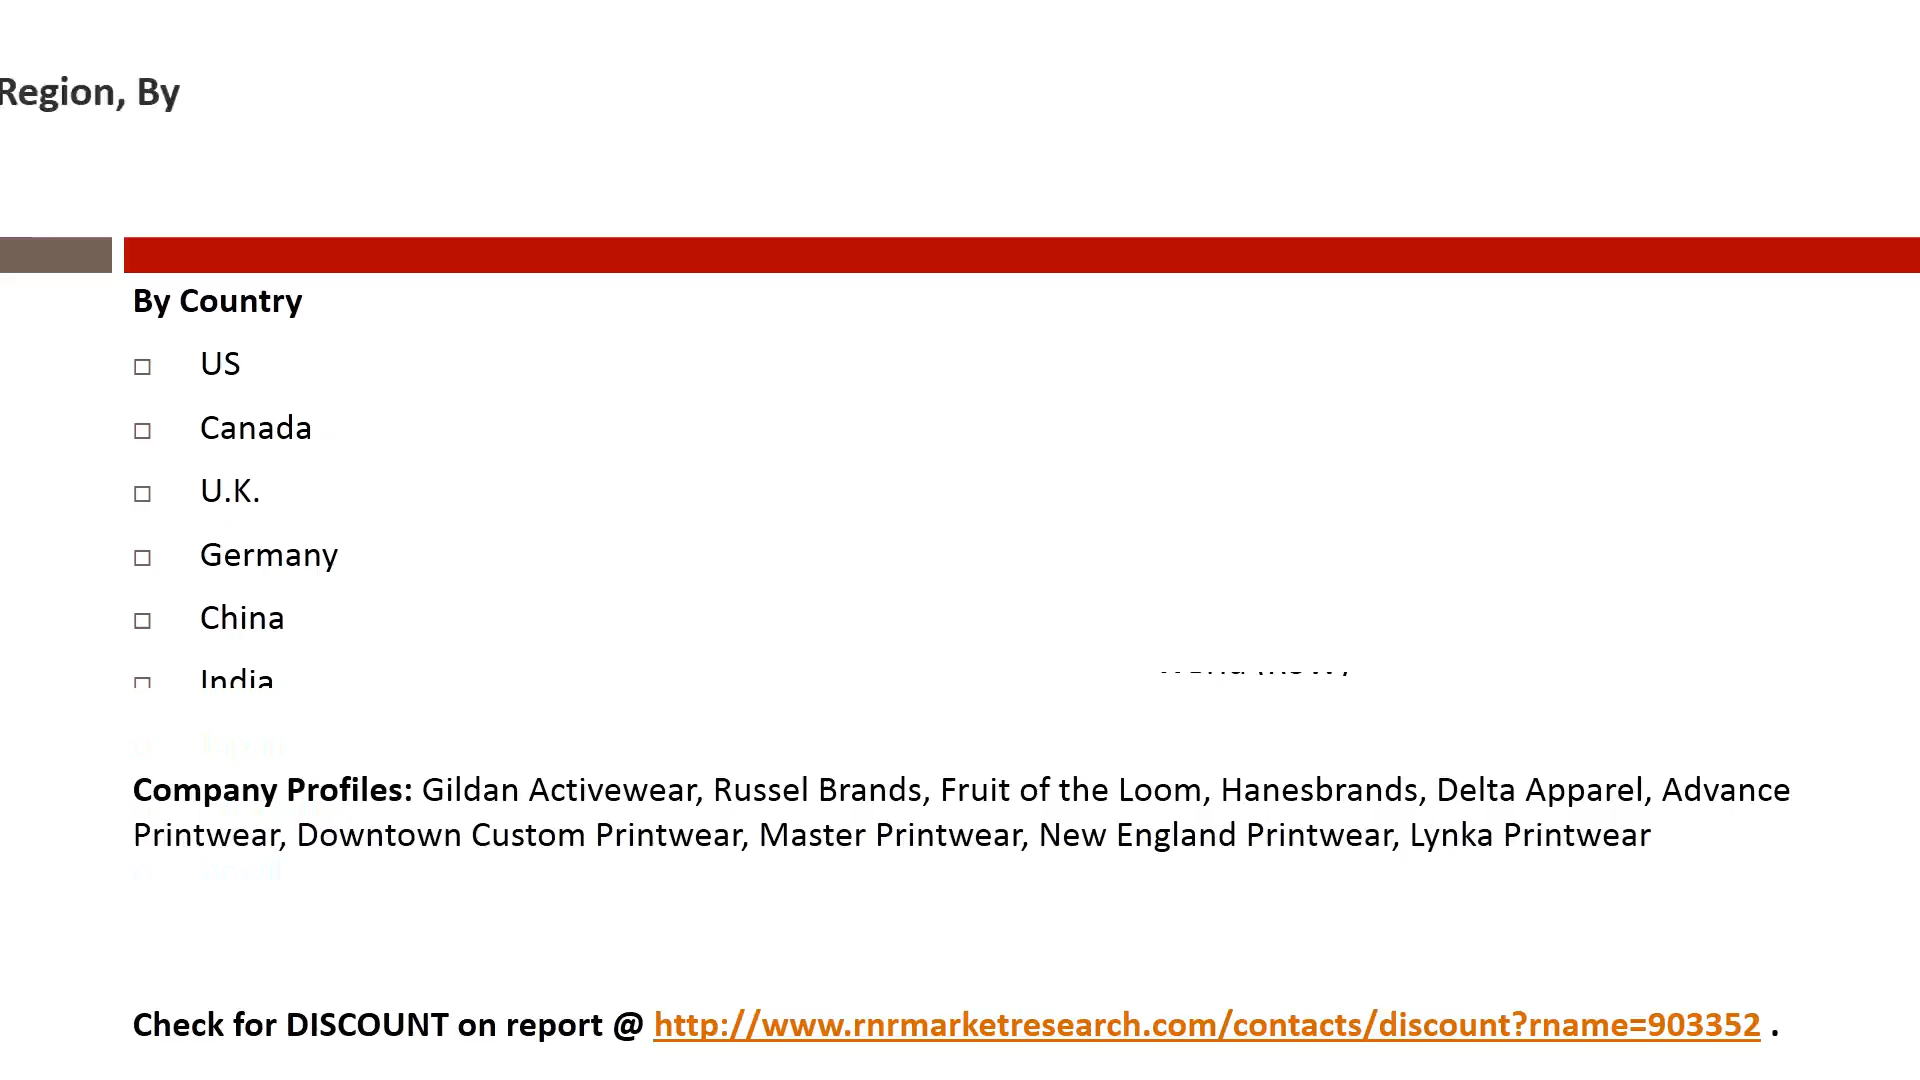 Region, By
By Country
US
Canada
U.K.
Germany
China
India
Company Profiles: Gildan Activewear, Russel Brands, Fruit of the Loom, Hanesbrands, Delta Apparel, Advance
Printwear, Downtown Custom Printwear, Master Printwear, New England Printwear, Lynka Printwear
Check for DISCOUNT on report @ http://www.rnrmarketresearch.com/contacts/discount?rname=903352 .